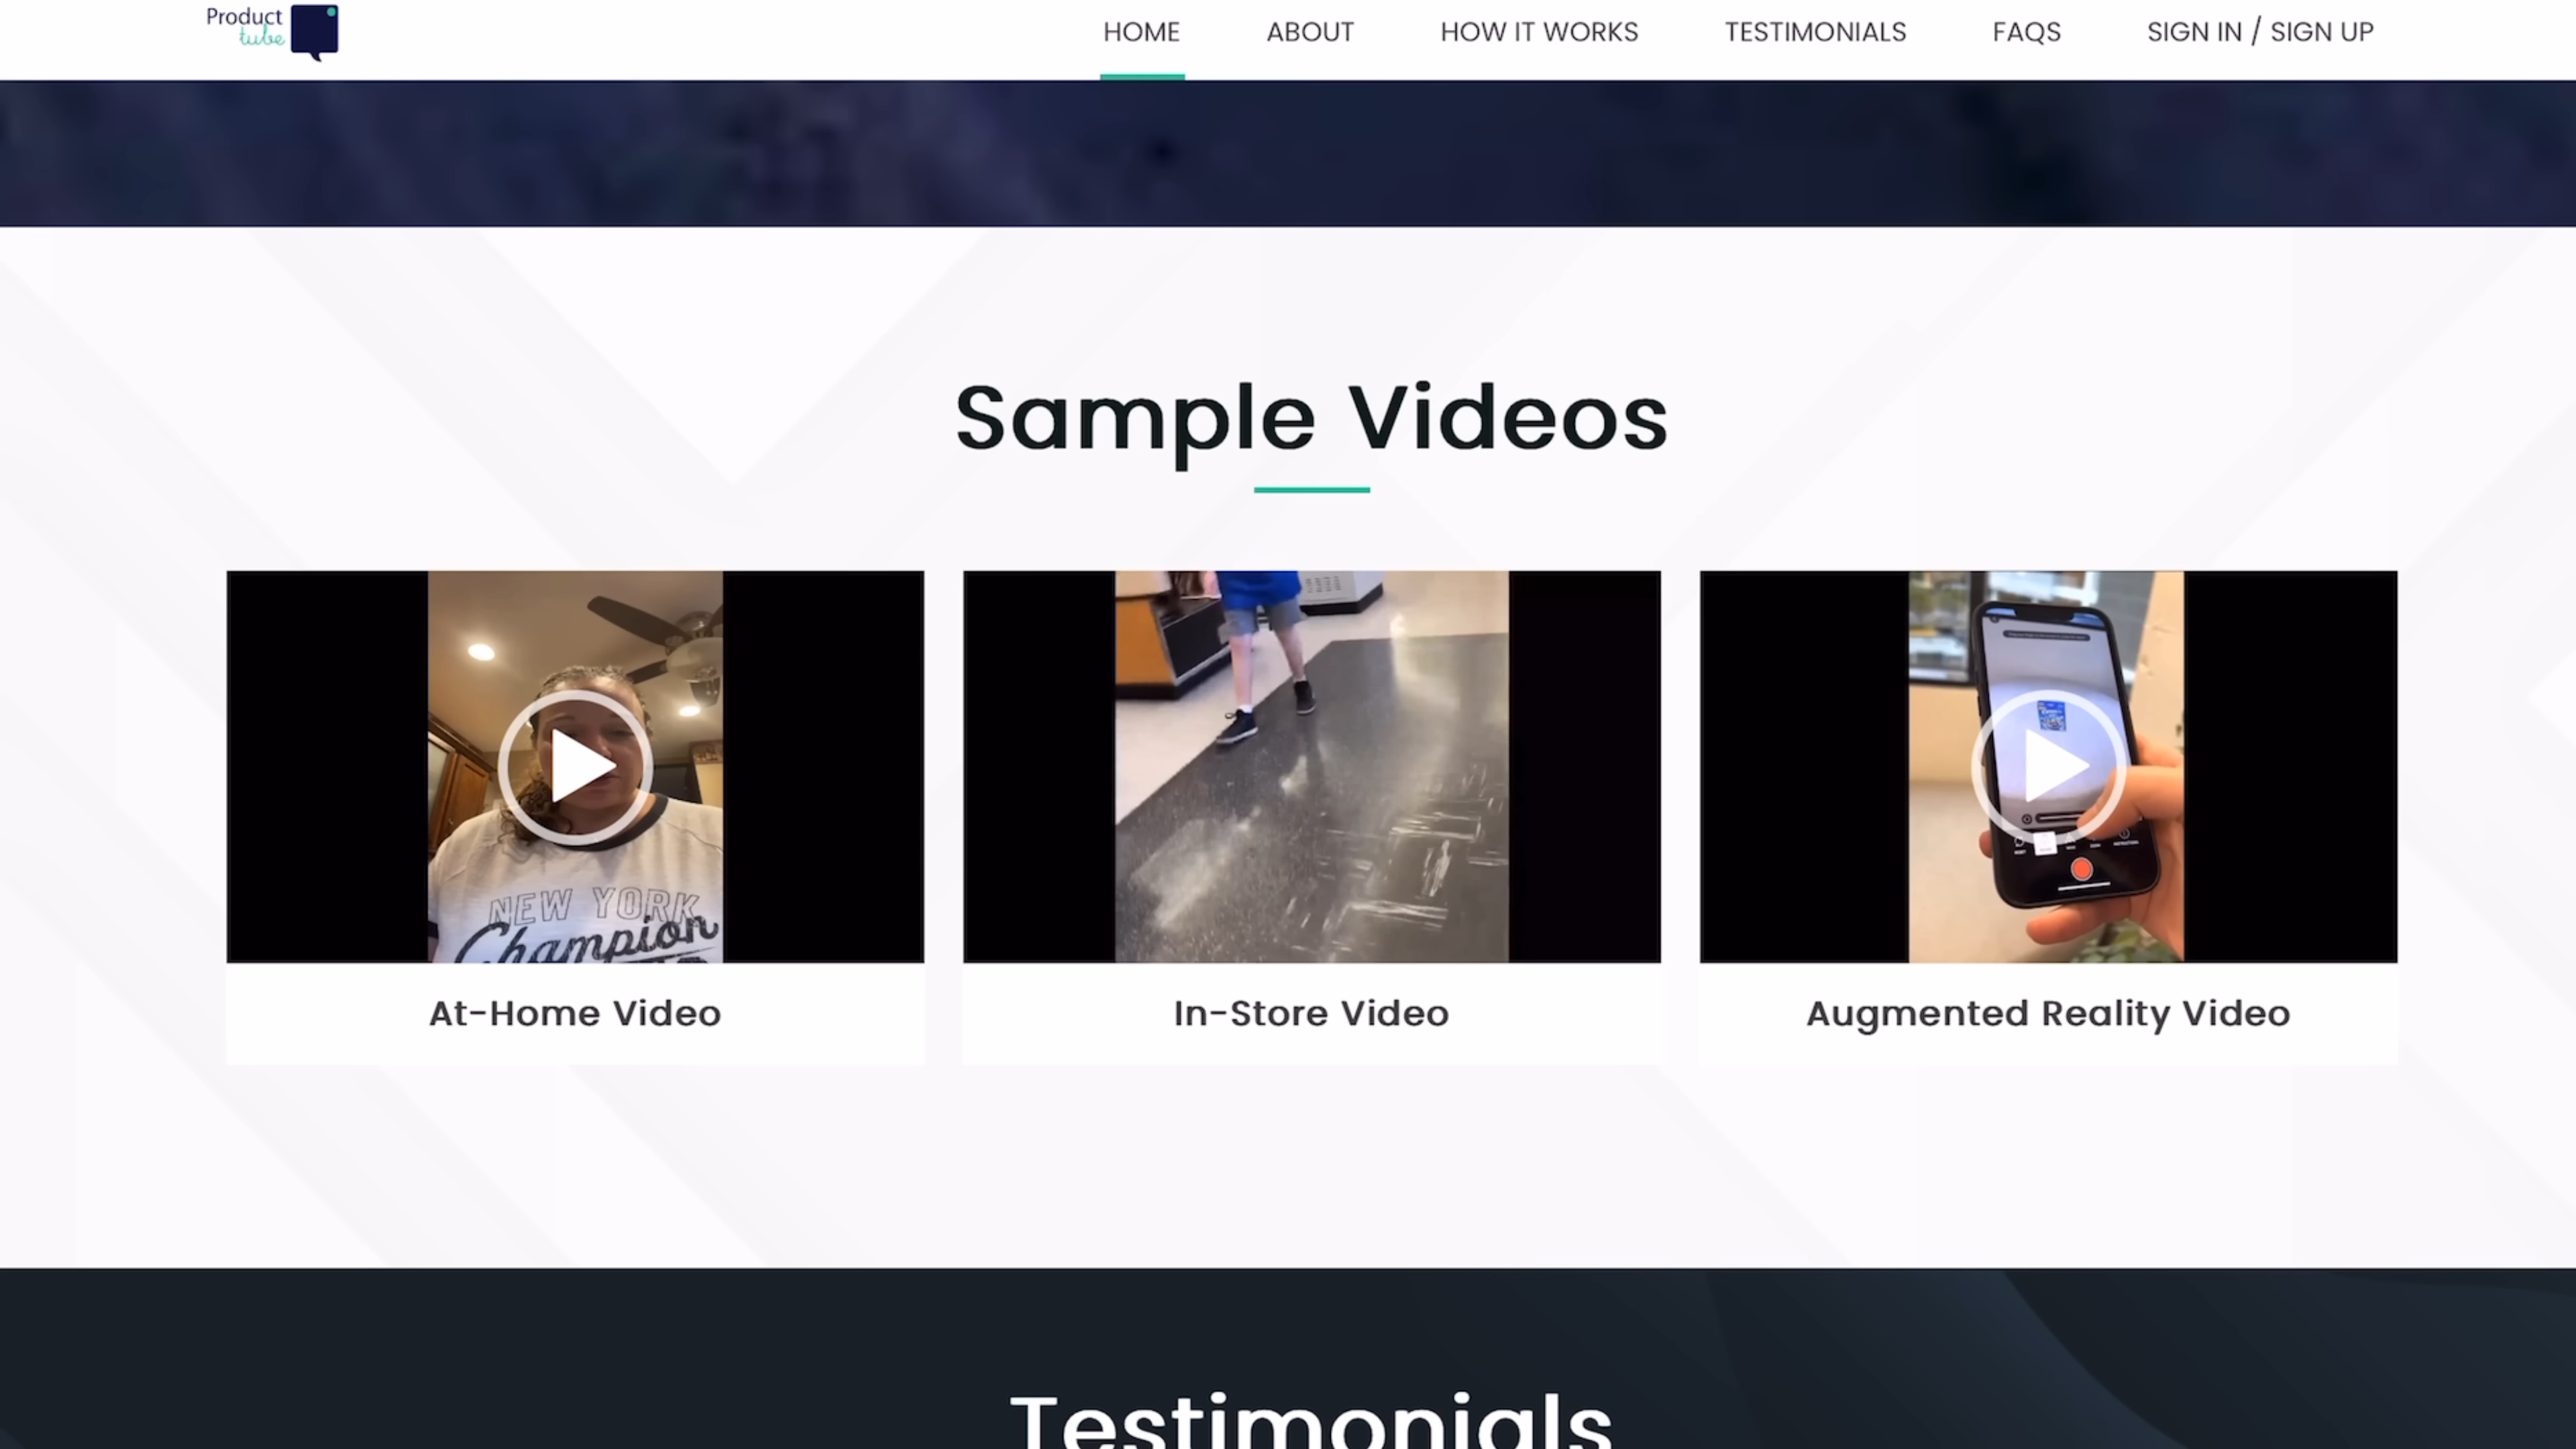 Product
tube
HOME
ABOUT
HOW IT WORKS
TESTIMONIALS
FAQS
SIGN IN / SIGN UP
Sample Videos
NEW YORK
Champion
At-Home Video
In-Store Video
Augmented Reality Video
Testimonials